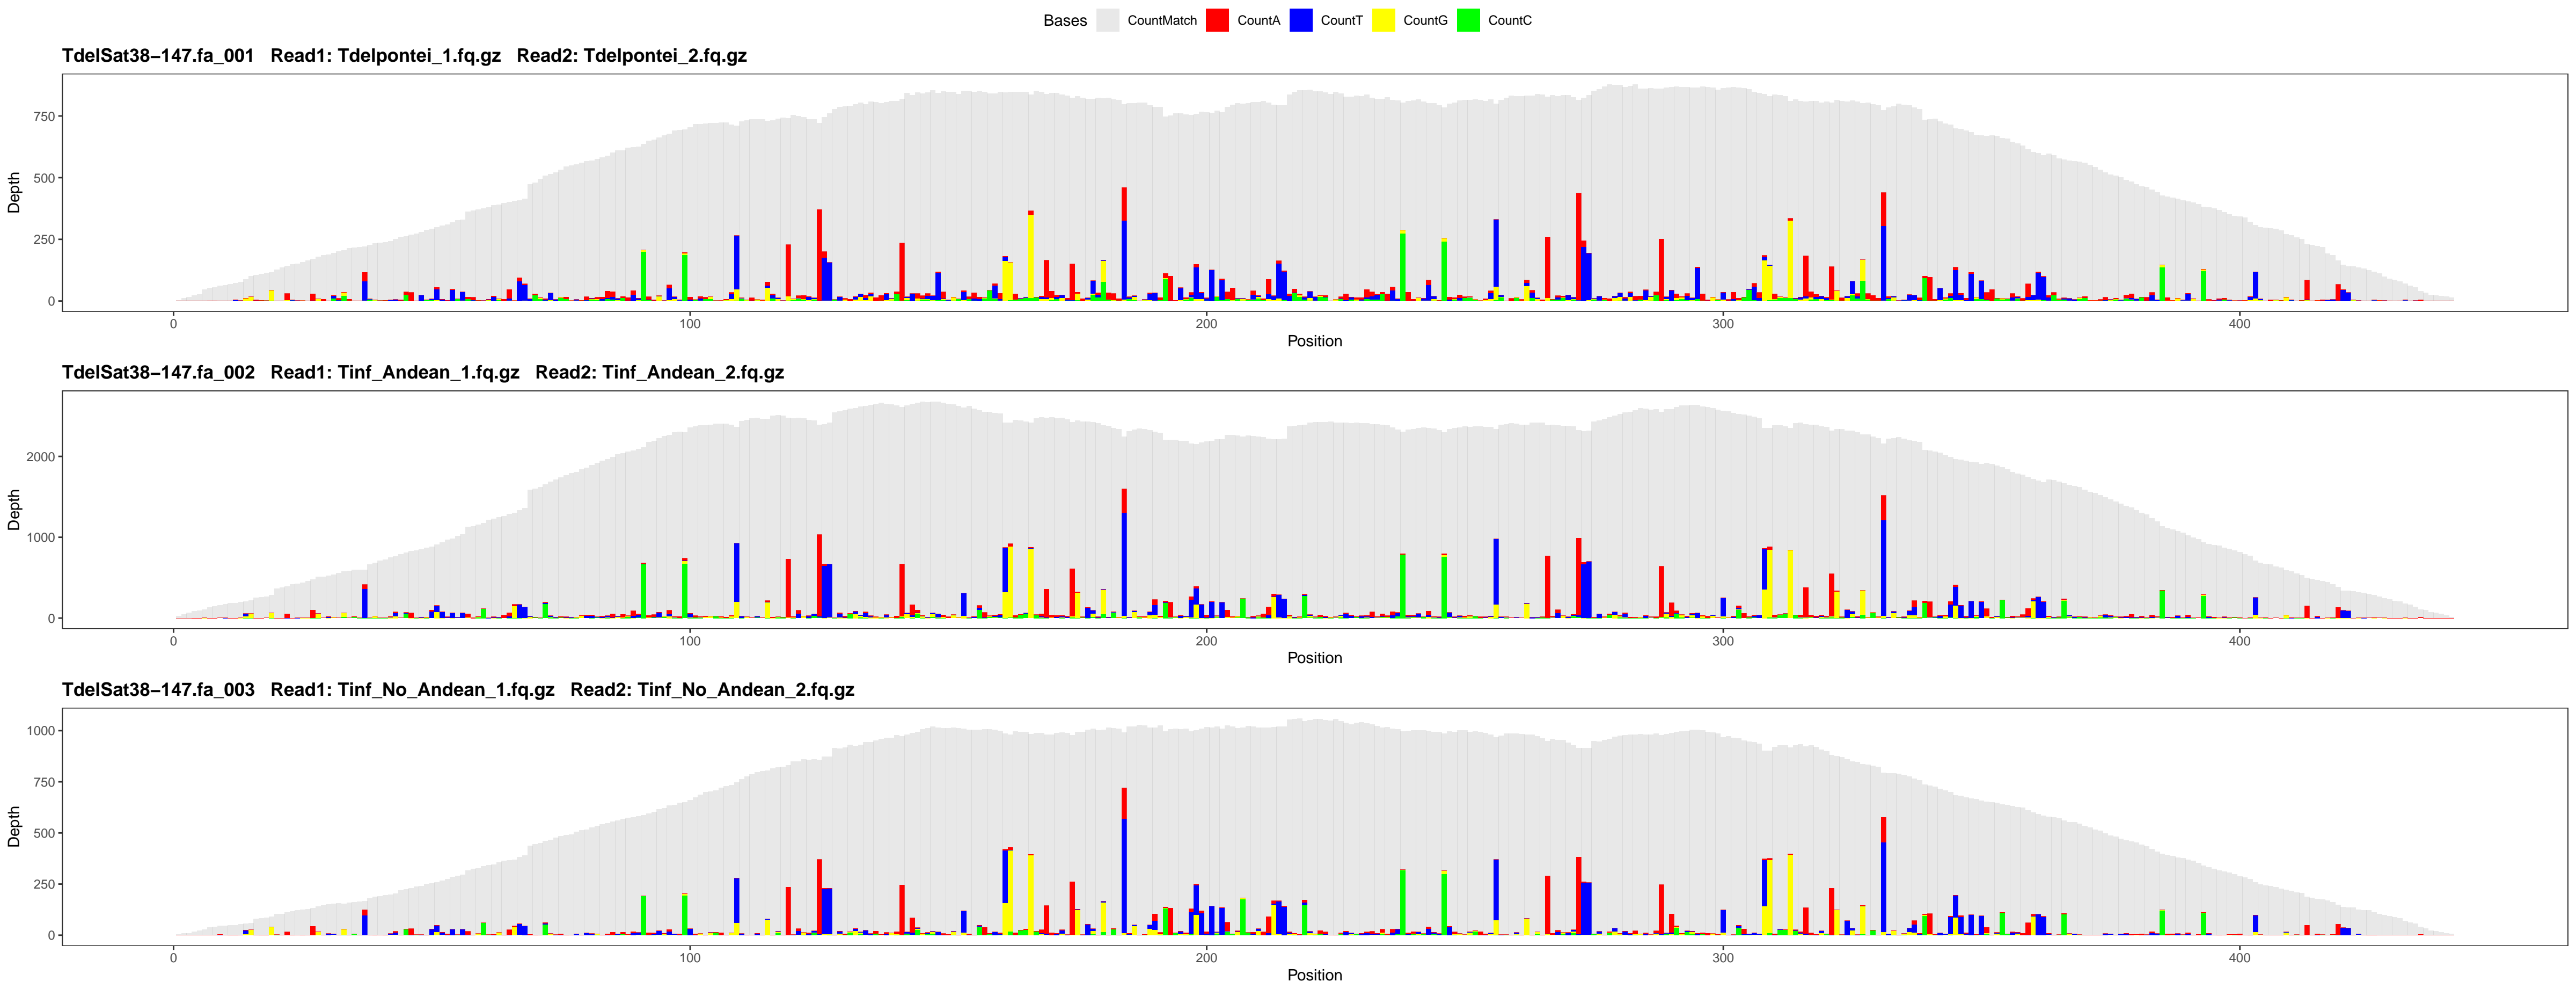 Bases CountMatch CountA CountT CountG CountC
TdelSat38−147.fa_001 Read1: Tdelpontei_1.fq.gz Read2: Tdelpontei_2.fq.gz
750
500
250
0
Depth
0 100 200 300 400
Position
TdelSat38−147.fa_002 Read1: Tinf_Andean_1.fq.gz Read2: Tinf_Andean_2.fq.gz
2000
1000
0
Depth
0 100 200 300 400
Position
TdelSat38−147.fa_003 Read1: Tinf_No_Andean_1.fq.gz Read2: Tinf_No_Andean_2.fq.gz
1000
750
500
250
0
Depth
0 100 200 300 400
Position